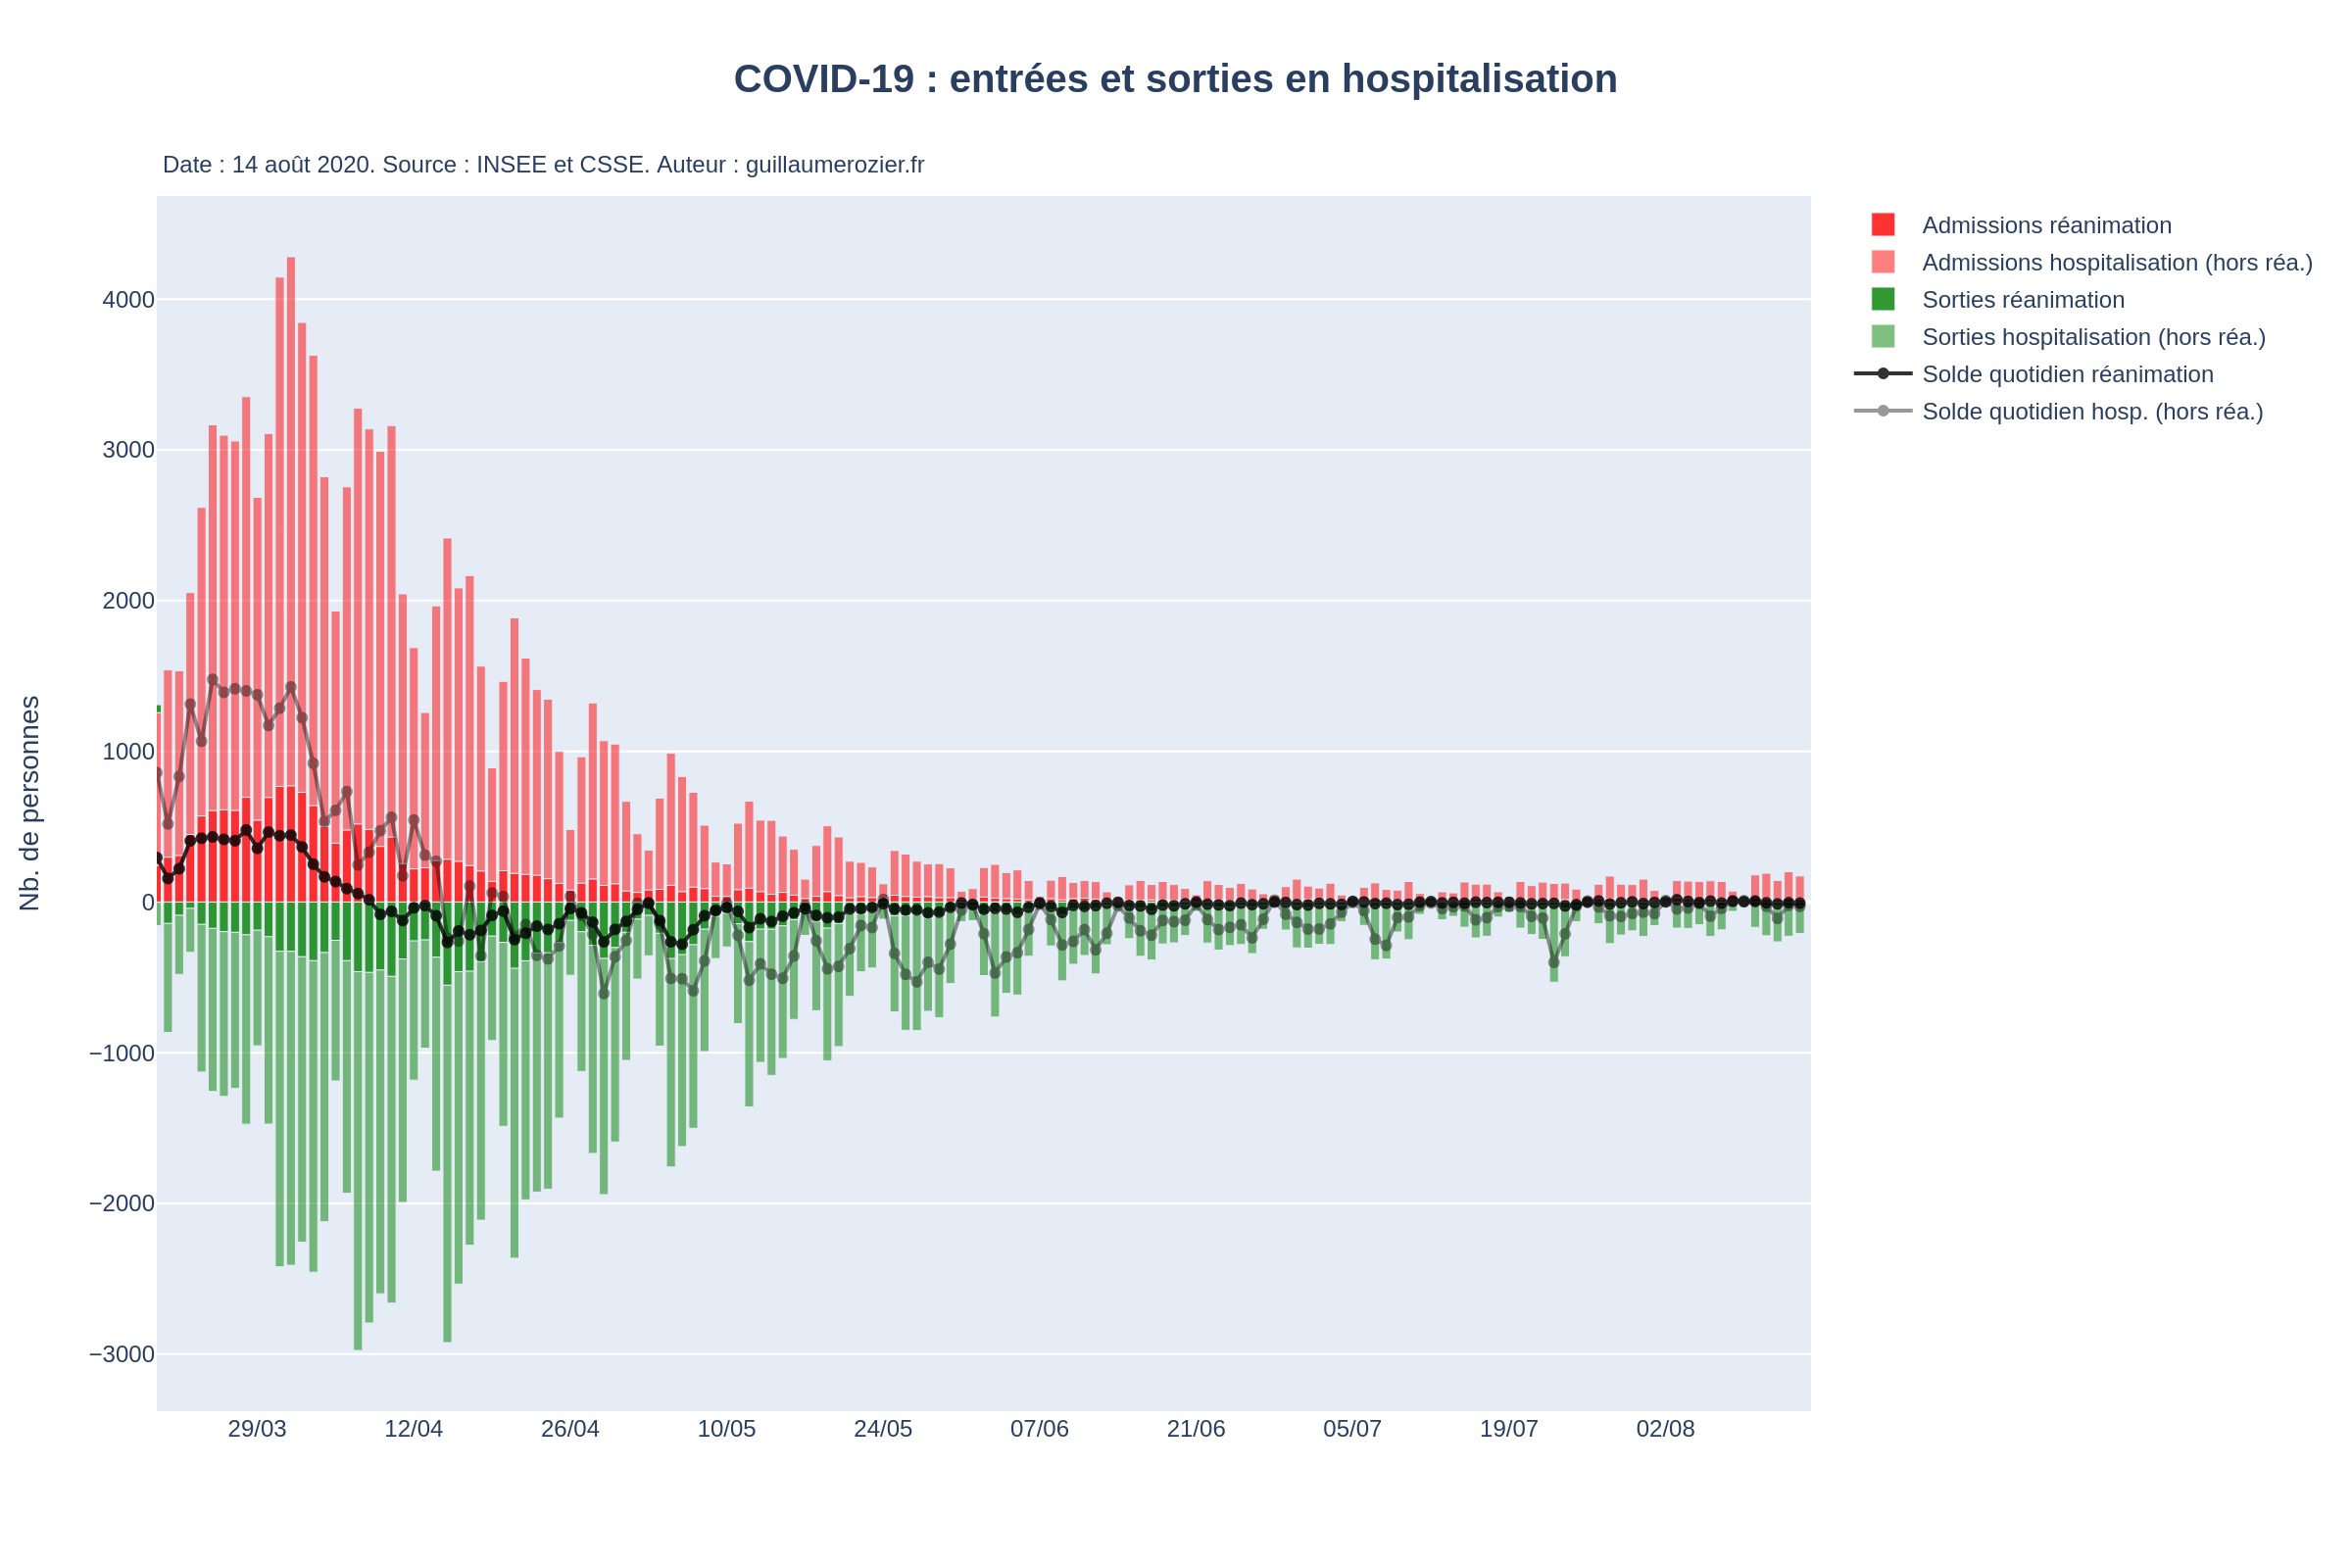 COVID-19 : entrées et sorties en hospitalisation
Date : 14 août 2020. Source : INSEE et CSSE. Auteur : guillaumerozier.fr
Admissions réanimation
Admissions hospitalisation (hors réa.)
Sorties réanimation
Sorties hospitalisation (hors réa.)
Solde quotidien réanimation
Solde quotidien hosp. (hors réa.)
Nb. de personnes
4000
3000
2000
1000
0
−1000
−2000
−3000
29/03
12/04
26/04
10/05
24/05
07/06
21/06
05/07
19/07
02/08